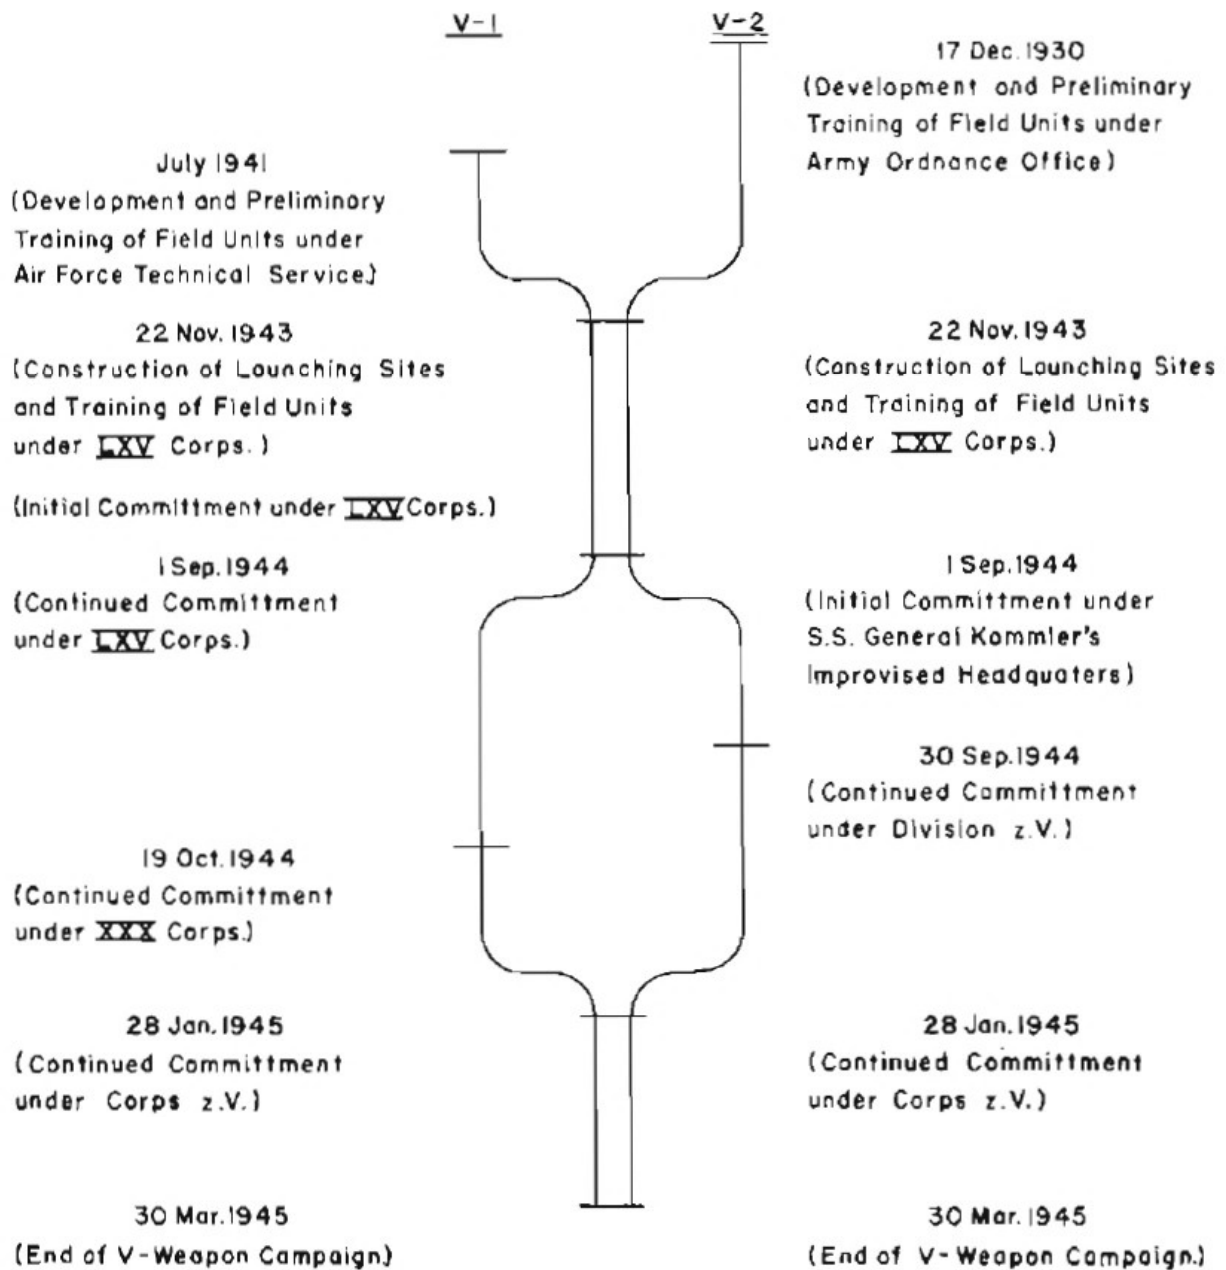 V-1
V-2
17 Dec. 1930
(Development and Preliminary
Training of Field Units under
Army Ordnance Office)
July 1941
(Development and Preliminary
Training of Field Units under
Air Force Technical Service.)
22 Nov. 1943
(Construction of Launching Sites
and Training of Field Units
under LXV Corps.)
(Initial Committment under LXV Corps.)
22 Nov. 1943
(Construction of Launching Sites
and Training of Field Units
under LXV Corps.)
1 Sep. 1944
(Continued Committment
under LXV Corps.)
1 Sep. 1944
(Initial Committment under
S.S. General Kammler's
Improvised Headquaters)
30 Sep. 1944
(Continued Committment
under Division z.V.)
19 Oct. 1944
(Continued Committment
under XXX Corps.)
28 Jan. 1945
(Continued Committment
under Corps z.V.)
28 Jan. 1945
(Continued Committment
under Corps z.V.)
30 Mar. 1945
(End of V-Weapon Campaign.)
30 Mar. 1945
(End of V-Weapon Campaign.)